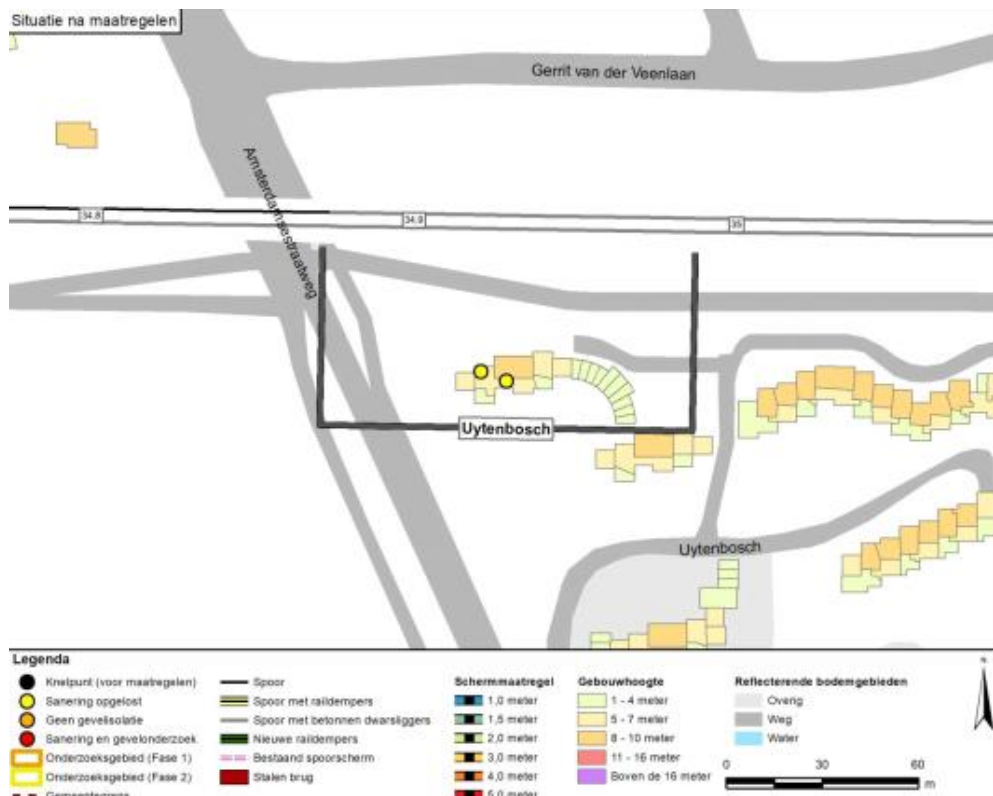 Situatie na maatregelen
Gerrit van der Veenlaan
Amsterdamsestraatweg
34.8
34.9
35
Uytenbosch
Uytenbosch
Legenda
Knelpunt (voor maatregelen)
Sanering opgelost
Geen gevelisolatie
Sanering en gevelonderzoek
Onderzoeksgebied (Fase 1)
Onderzoeksgebied (Fase 2)
Gemeentegrens
Spoor
Spoor met raildempers
Spoor met betonnen dwarsliggers
Nieuwe raildempers
Bestaand spoorscherm
Stalen brug
Schermmaatregel
1,0 meter
1,5 meter
2,0 meter
3,0 meter
4,0 meter
5,0 meter
Gebouwhoogte
1 - 4 meter
5 - 7 meter
8 - 10 meter
11 - 16 meter
Boven de 16 meter
Reflecterende bodemgebieden
Overig
Weg
Water
0 30 60
m